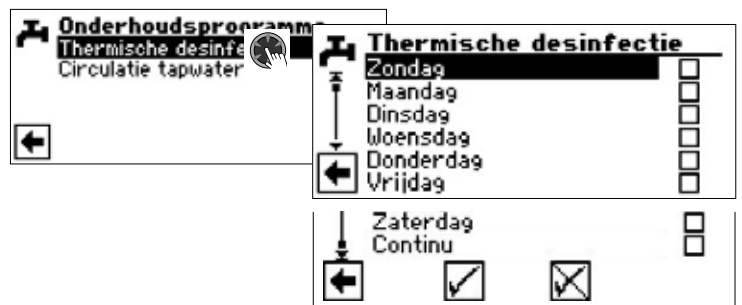 Onderhoudsprogramma
Thermische desinfe
Circulatie tapwater
Thermische desinfectie
Zondag
Maandag
Dinsdag
Woensdag
Donderdag
Vrijdag
Zaterdag
Continu